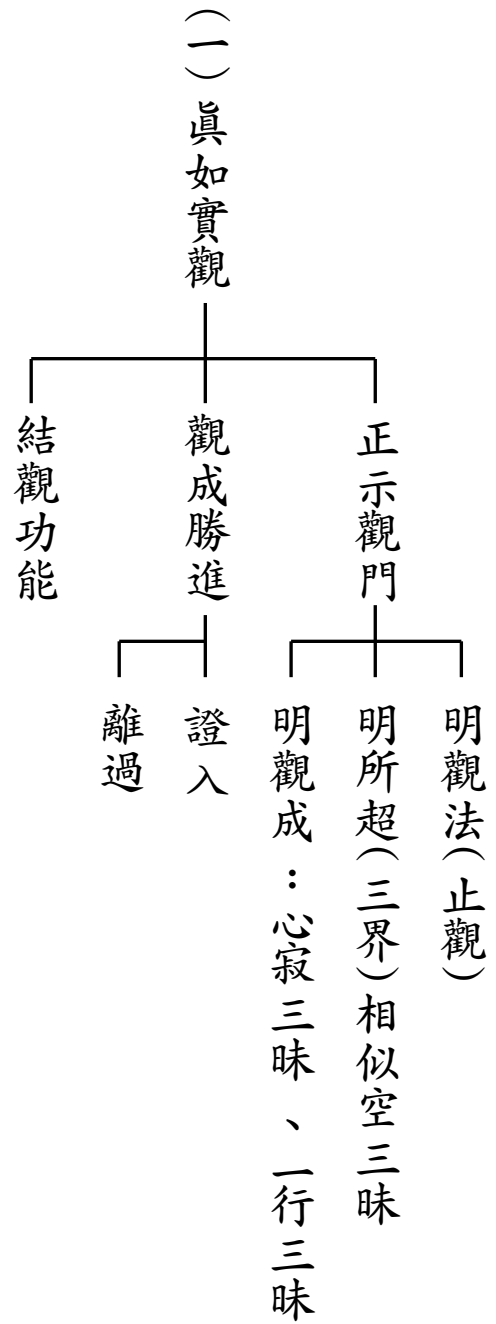 (一)眞如實觀
正示觀門
明觀法(止觀)
明所超(三界)相似空三昧
明觀成:心寂三昧、一行三昧
觀成勝進
證入
離過
結觀功能